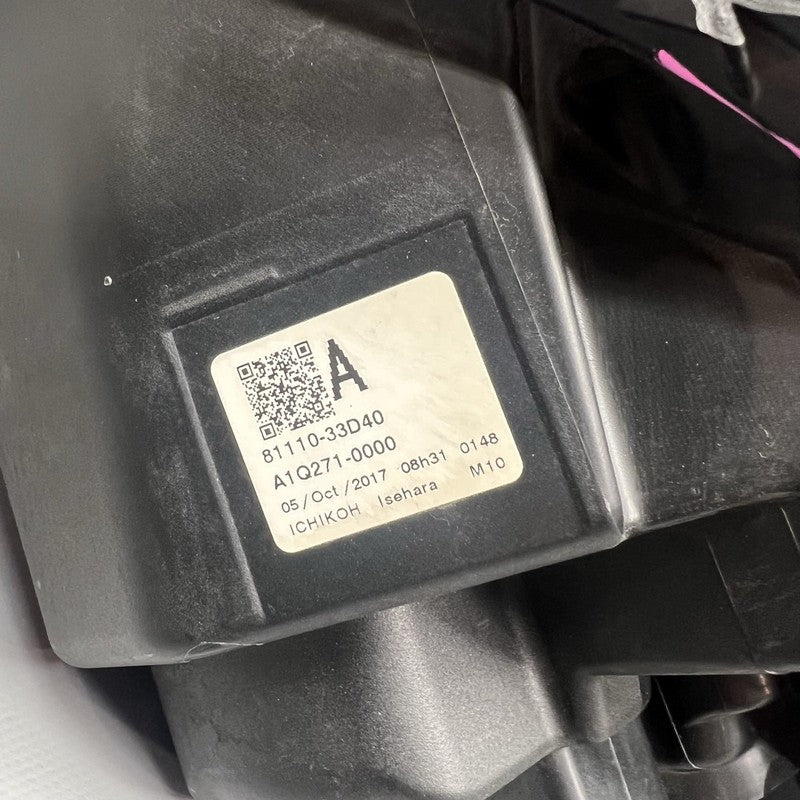 A
81110-33D40
A1Q271-0000
05/Oct/2017 08h31 0148
ICHIKOH Isehara M10